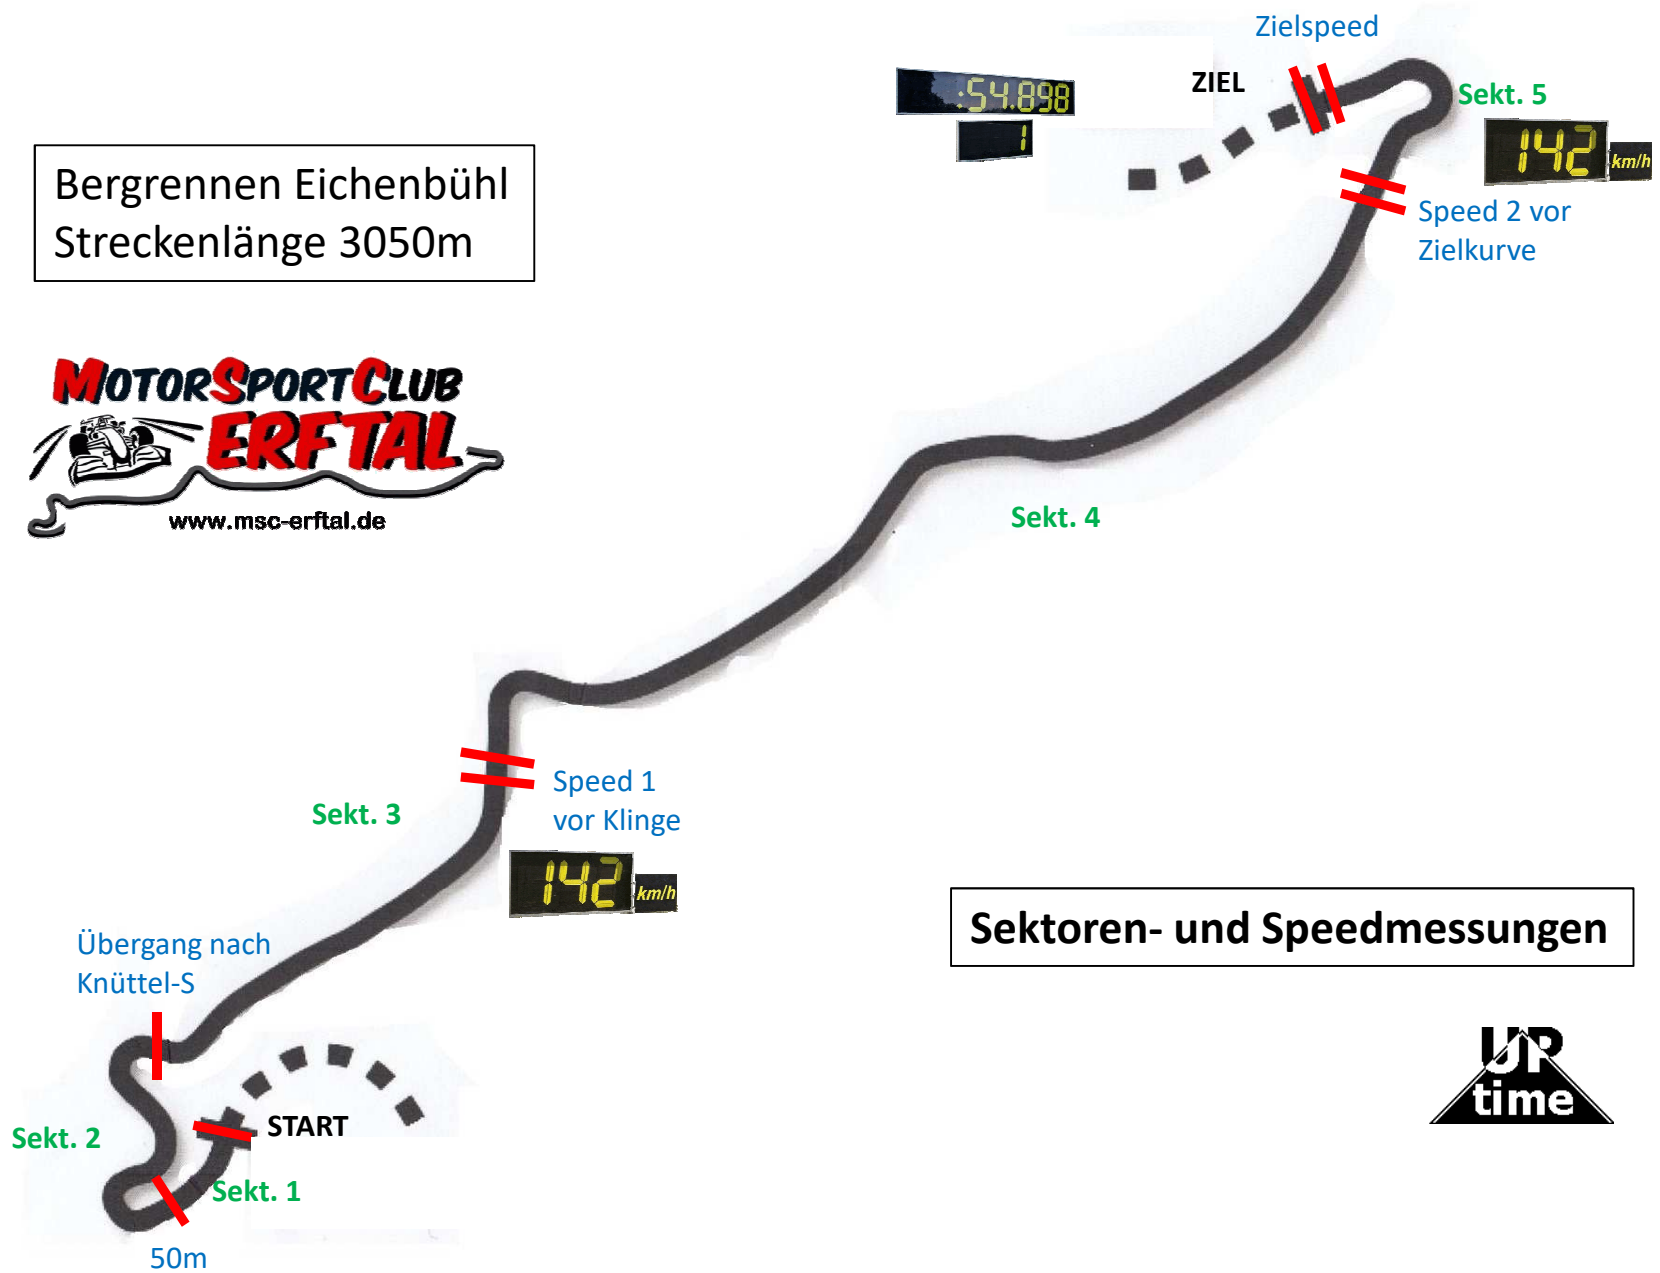 Zielspeed
ZIEL
:54.898
1
Sekt. 5
142 km/h
Speed 2 vor
Zielkurve
Bergrennen Eichenbühl
Streckenlänge 3050m
MOTORSPORTCLUB
ERFTAL
www.msc-erftal.de
Sekt. 4
Speed 1
vor Klinge
Sekt. 3
142 km/h
Sektoren- und Speedmessungen
Übergang nach
Knüttel-S
START
Sekt. 2
Sekt. 1
50m
UP
time